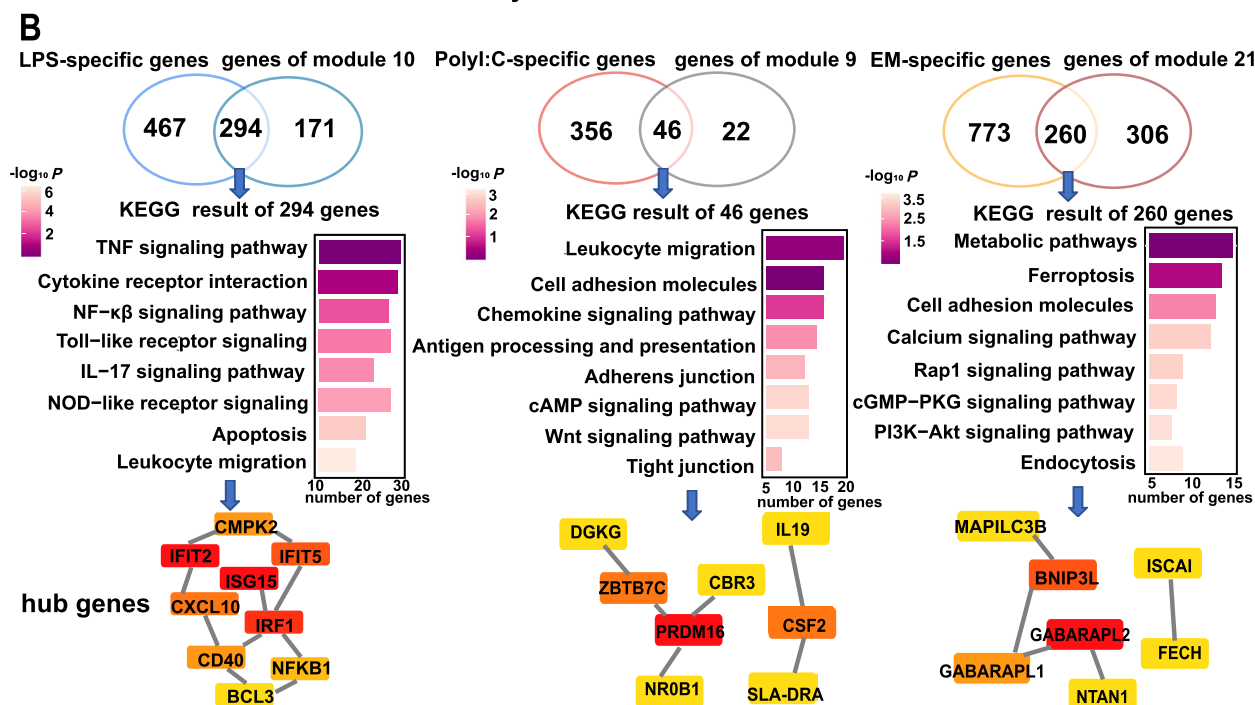 B
LPS-specific genes genes of module 10
467 294 171
-log₁₀ P
6
4
2
KEGG result of 294 genes
TNF signaling pathway
Cytokine receptor interaction
NF−κβ signaling pathway
Toll−like receptor signaling
IL−17 signaling pathway
NOD−like receptor signaling
Apoptosis
Leukocyte migration
10 20 30
number of genes
PolyI:C-specific genes genes of module 9
356 46 22
-log₁₀ P
3
2
1
KEGG result of 46 genes
Leukocyte migration
Cell adhesion molecules
Chemokine signaling pathway
Antigen processing and presentation
Adherens junction
cAMP signaling pathway
Wnt signaling pathway
Tight junction
5 10 15 20
number of genes
EM-specific genes genes of module 21
773 260 306
-log₁₀ P
3.5
2.5
1.5
KEGG result of 260 genes
Metabolic pathways
Ferroptosis
Cell adhesion molecules
Calcium signaling pathway
Rap1 signaling pathway
cGMP−PKG signaling pathway
PI3K−Akt signaling pathway
Endocytosis
5 10 15
number of genes
hub genes
CMPK2
IFIT2 IFIT5
ISG15
CXCL10
IRF1
CD40
NFKB1
BCL3
DGKG
IL19
ZBTB7C
CBR3
PRDM16
CSF2
NR0B1
SLA-DRA
MAPILC3B
ISCAI
BNIP3L
GABARAPL2
FECH
GABARAPL1
NTAN1